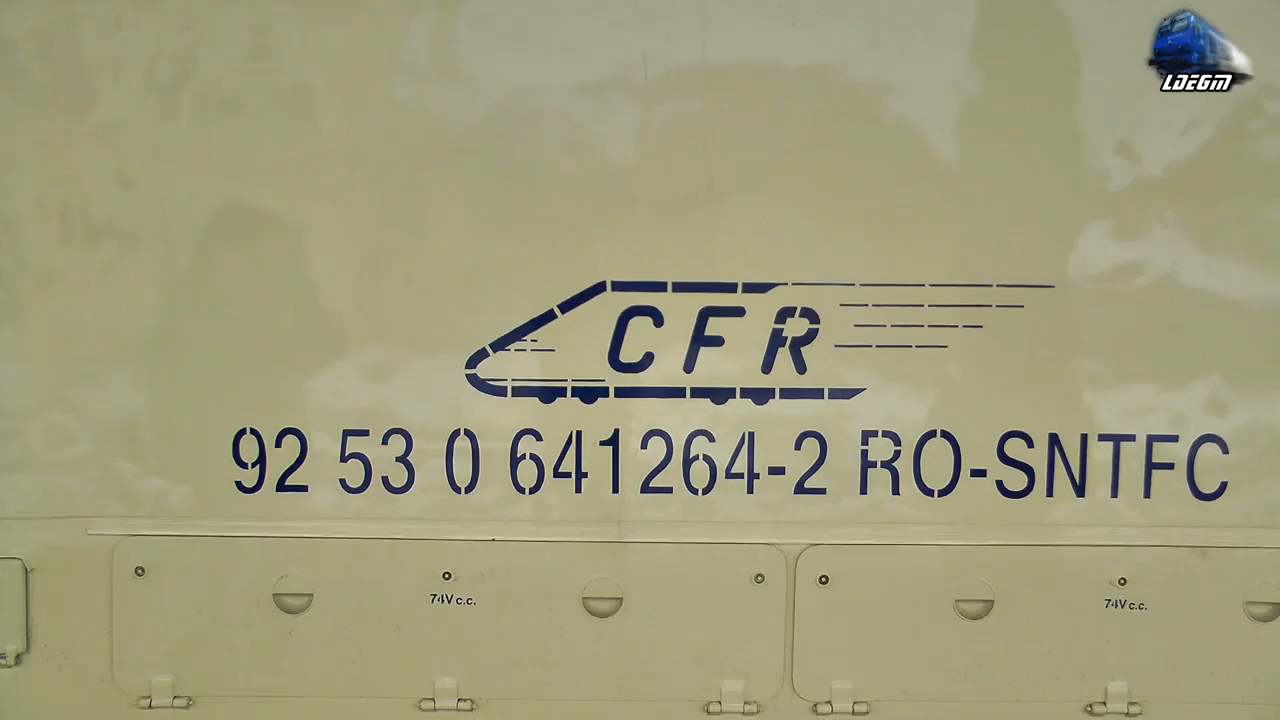 LDEGM
CFR
92 53 0 641264-2 RO-SNTFC
74V c.c.
74V c.c.